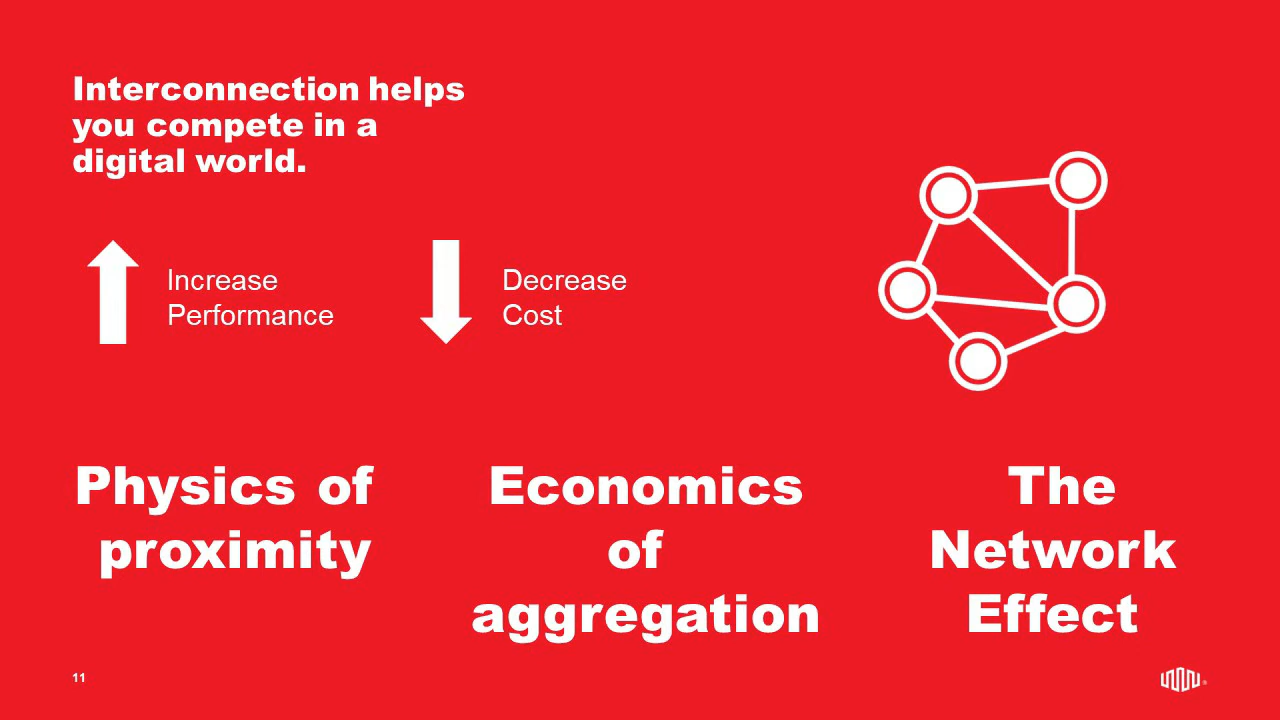 Interconnection helps
you compete in a
digital world.
Increase
Performance
Decrease
Cost
Physics of
proximity
Economics
of
aggregation
The
Network
Effect
11